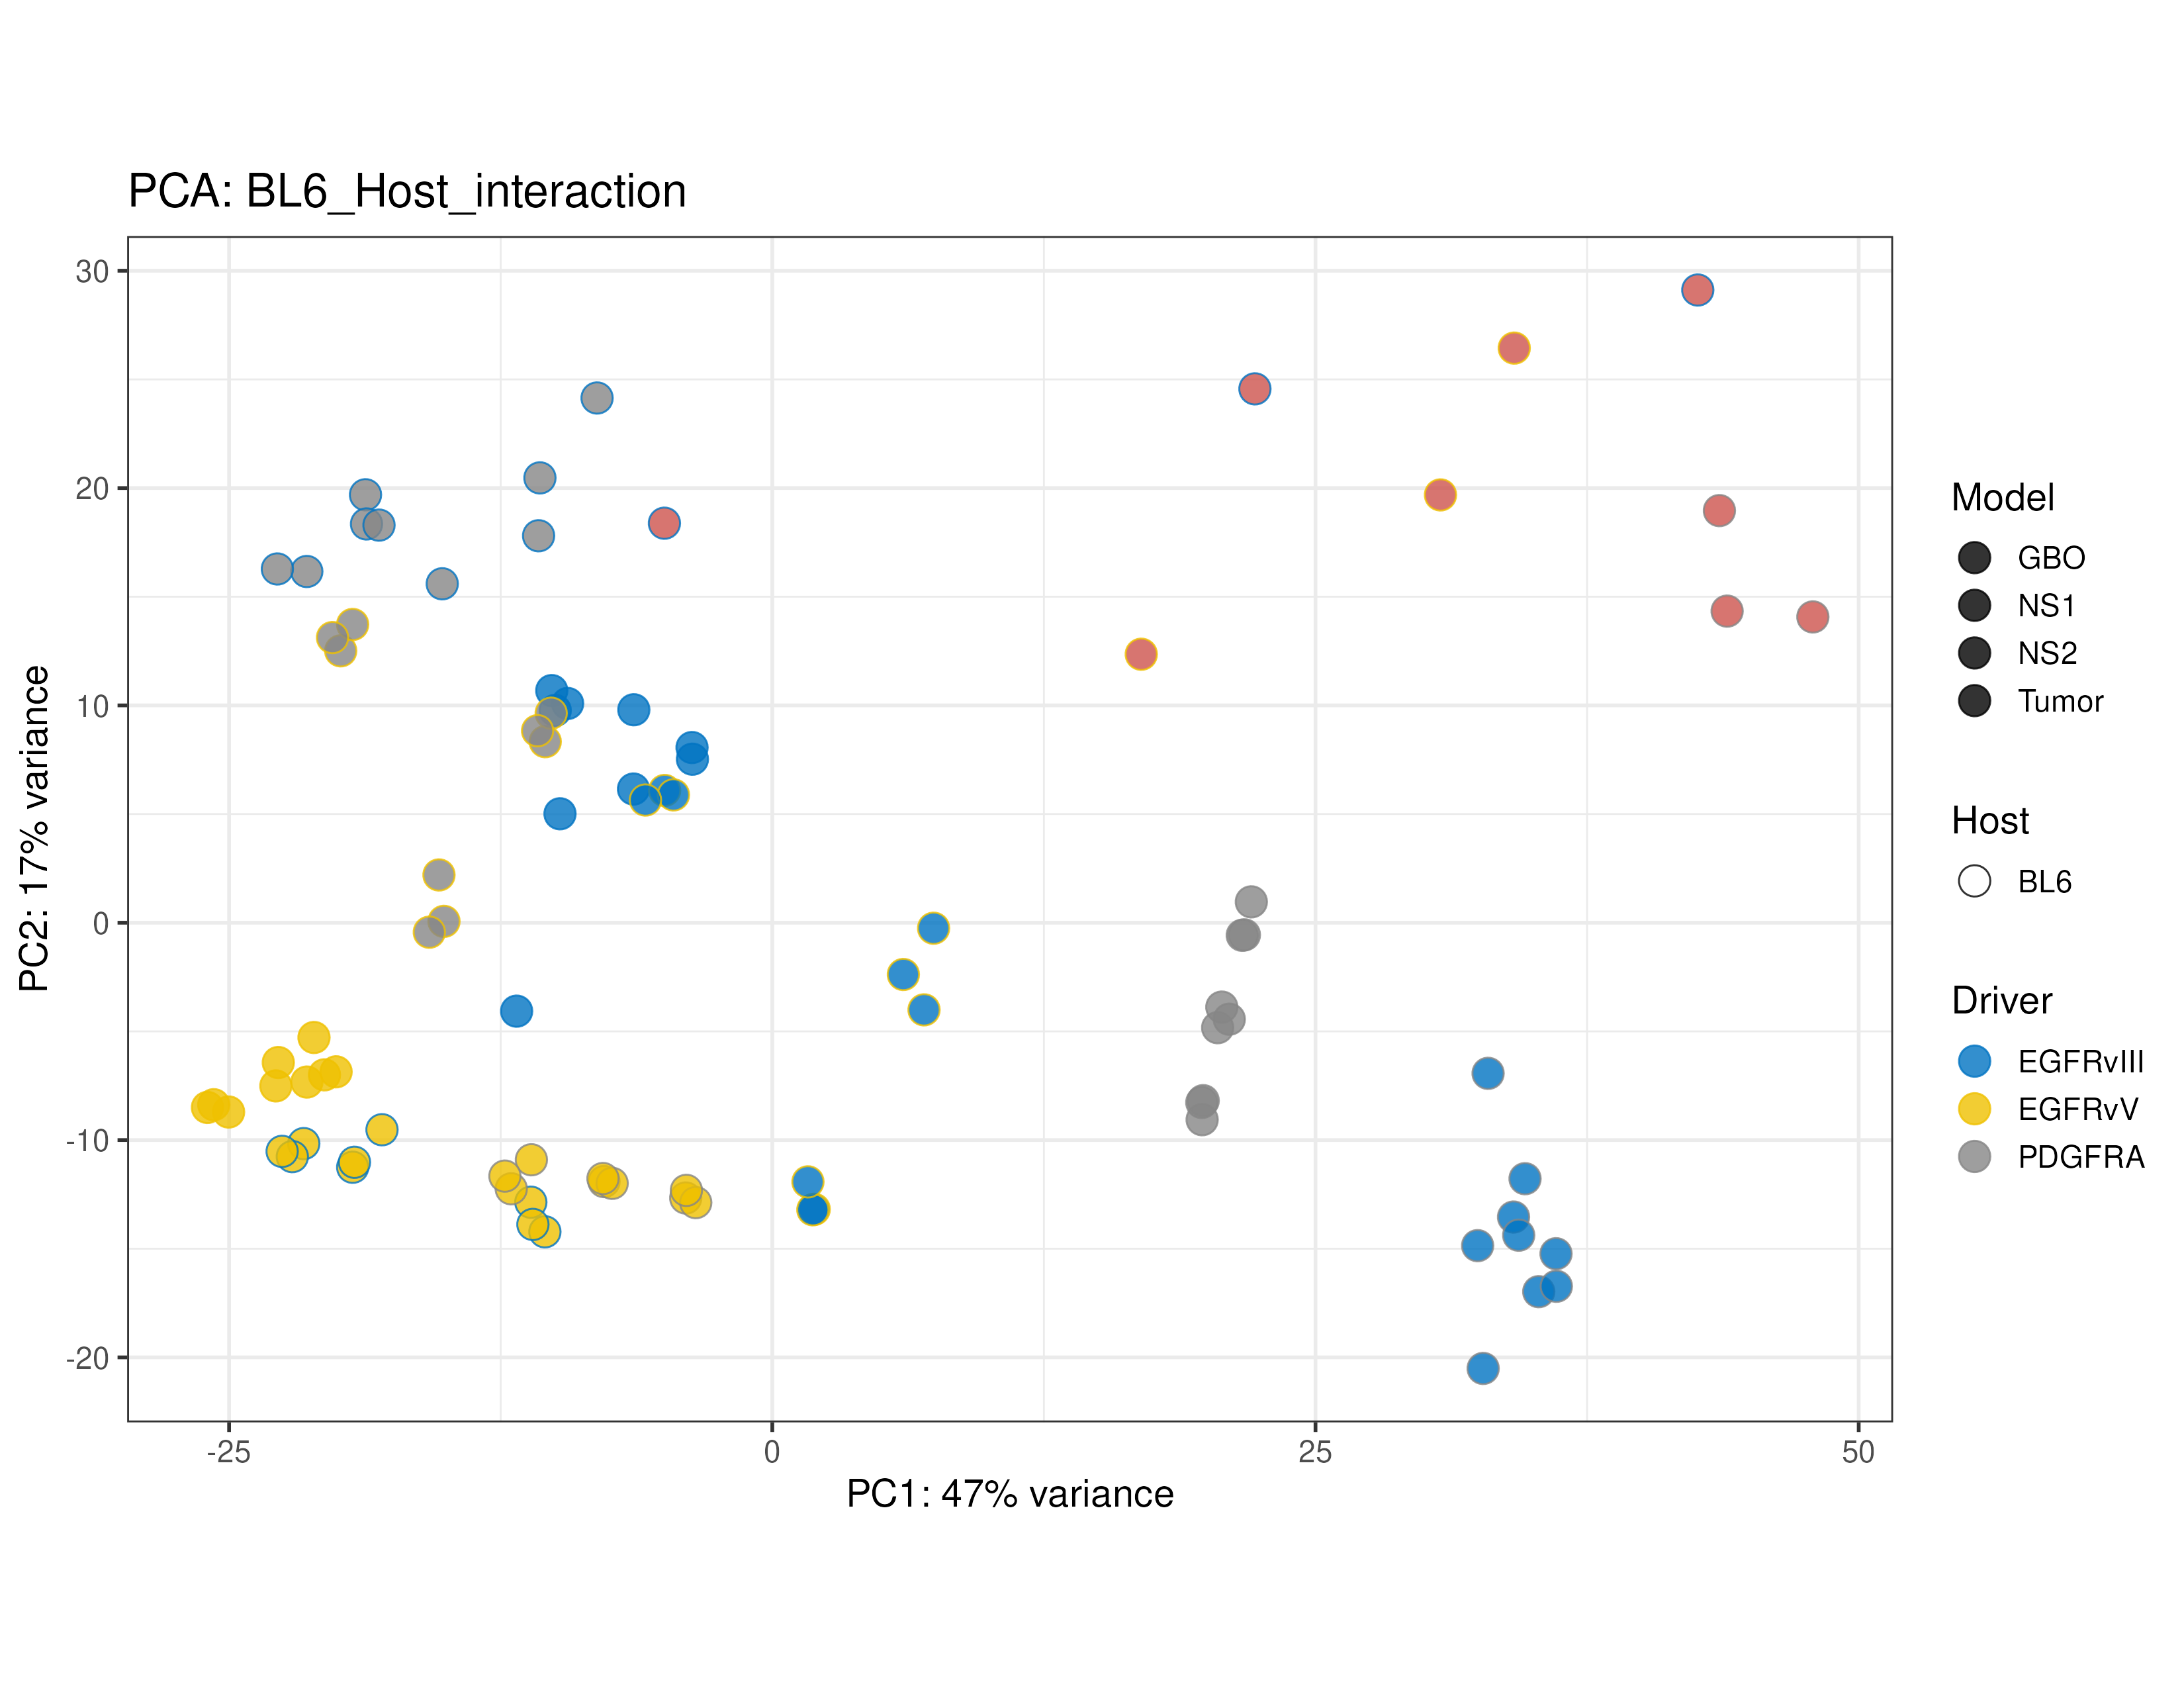 PCA: BL6_Host_interaction
30
20
10
0
-10
-20
PC2: 17% variance
-25
0
25
50
PC1: 47% variance
Model
GBO
NS1
NS2
Tumor
Host
BL6
Driver
EGFRvIII
EGFRvV
PDGFRA